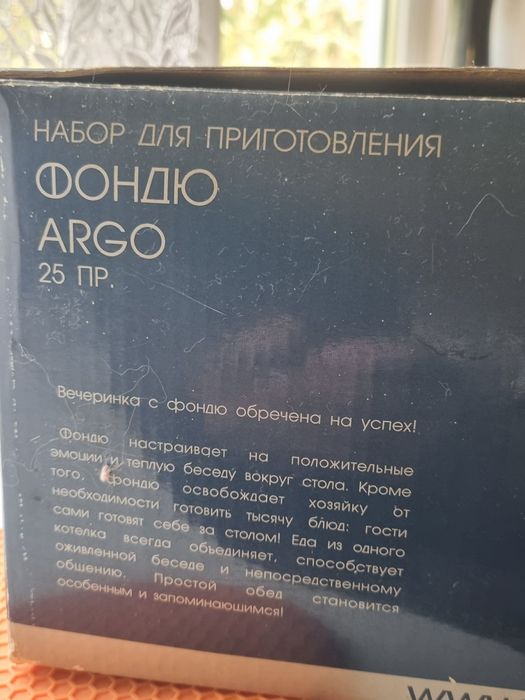 НАБОР ДЛЯ ПРИГОТОВЛЕНИЯ
ФОНДЮ
ARGO
25 ПР.
Вечеринка с фондю обречена на успех!
Фондю настраивает на положительные
эмоции и теплую беседу вокруг стола. Кроме
того, фондю освобождает хозяйку от
необходимости готовить тысячу блюд: гости
сами готовят себе за столом! Еда из одного
котелка всегда объединяет, способствует
оживленной беседе и непосредственному
общению. Простой обед становится
особенным и запоминающимся!